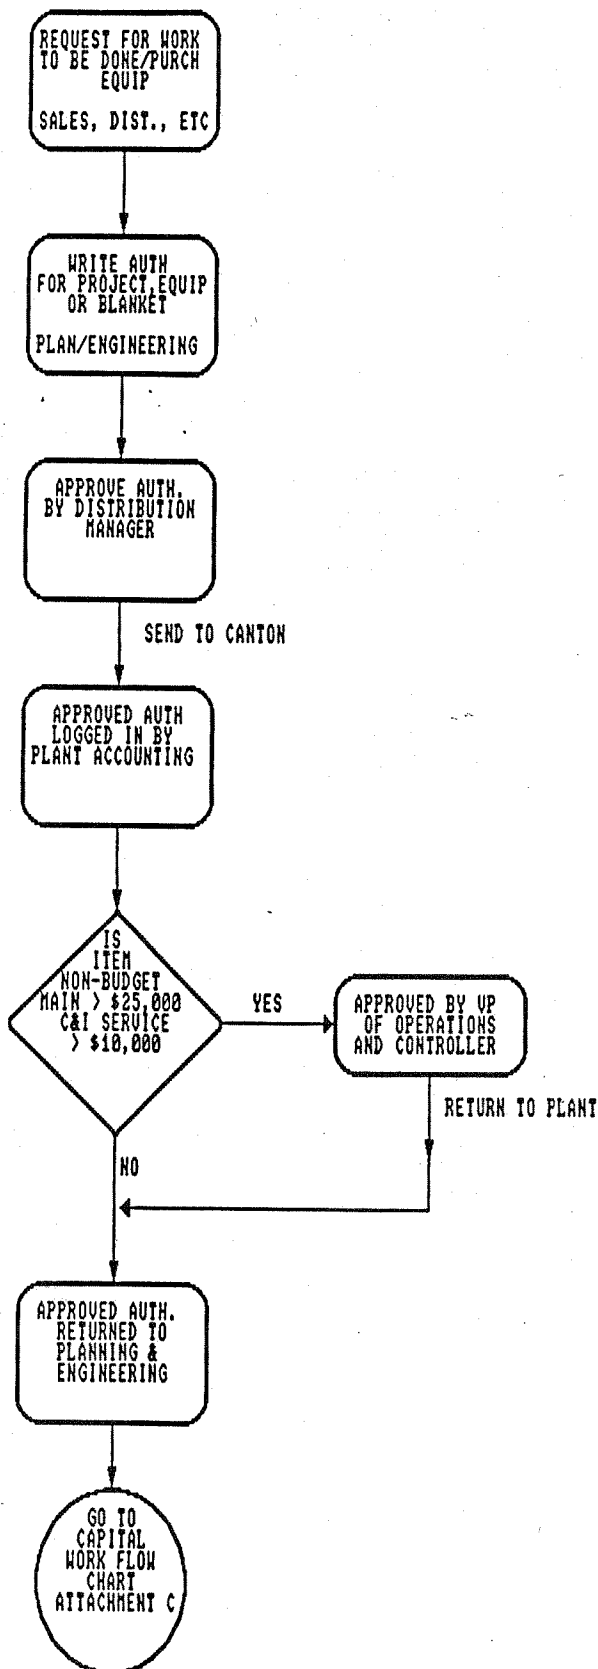 REQUEST FOR WORK
TO BE DONE/PURCH
EQUIP
SALES, DIST., ETC
WRITE AUTH
FOR PROJECT,EQUIP
OR BLANKET
PLAN/ENGINEERING
APPROVE AUTH.
BY DISTRIBUTION
MANAGER
SEND TO CANTON
APPROVED AUTH
LOGGED IN BY
PLANT ACCOUNTING
IS
ITEM
NON-BUDGET
MAIN > $25,000
C&I SERVICE
> $10,000
YES
APPROVED BY VP
OF OPERATIONS
AND CONTROLLER
RETURN TO PLANT
NO
APPROVED AUTH.
RETURNED TO
PLANNING &
ENGINEERING
GO TO
CAPITAL
WORK FLOW
CHART
ATTACHMENT C